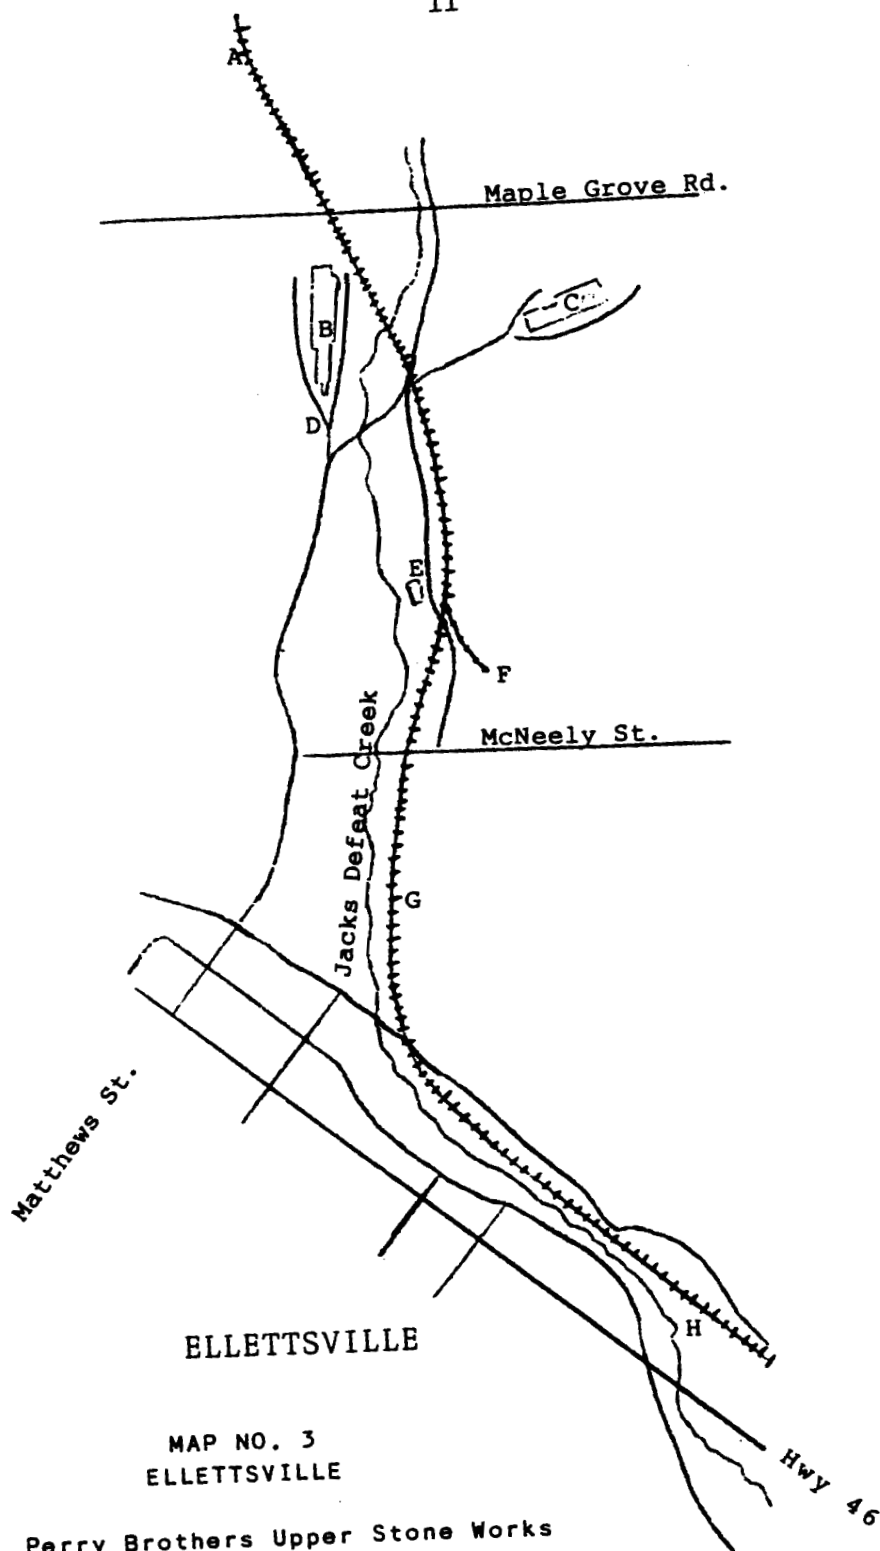 11
A
Maple Grove Rd.
C
B
D
E
F
McNeely St.
Jacks Defeat Creek
G
Matthews St.
H
ELLETTSVILLE
MAP NO. 3
ELLETTSVILLE
Hwy 46
Perry Brothers Upper Stone Works